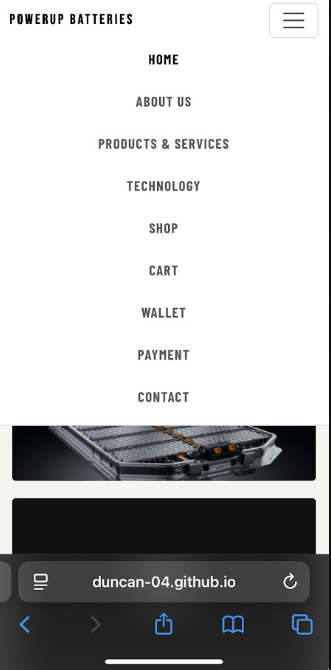 POWERUP BATTERIES
HOME
ABOUT US
PRODUCTS & SERVICES
TECHNOLOGY
SHOP
CART
WALLET
PAYMENT
CONTACT
duncan-04.github.io